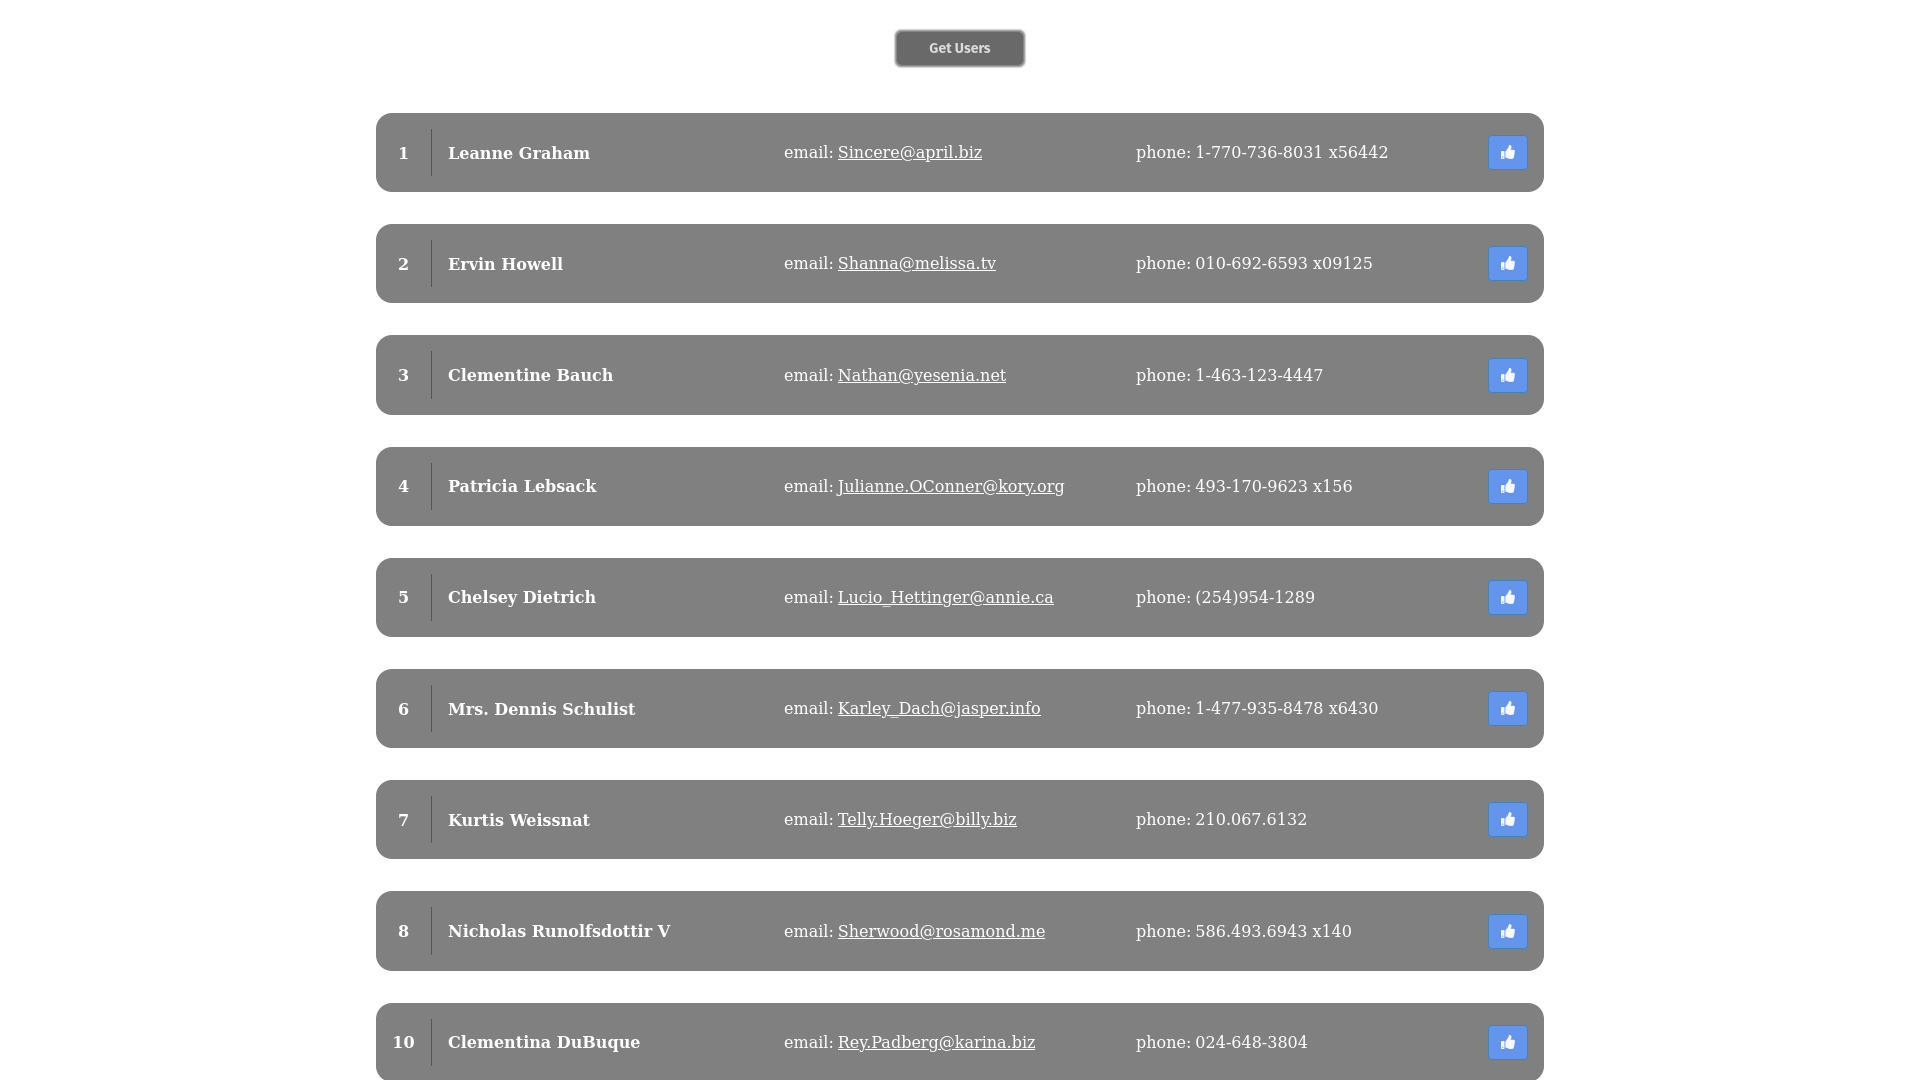 Get Users
1 Leanne Graham email: Sincere@april.biz phone: 1-770-736-8031 x56442
2 Ervin Howell email: Shanna@melissa.tv phone: 010-692-6593 x09125
3 Clementine Bauch email: Nathan@yesenia.net phone: 1-463-123-4447
4 Patricia Lebsack email: Julianne.OConner@kory.org phone: 493-170-9623 x156
5 Chelsey Dietrich email: Lucio_Hettinger@annie.ca phone: (254)954-1289
6 Mrs. Dennis Schulist email: Karley_Dach@jasper.info phone: 1-477-935-8478 x6430
7 Kurtis Weissnat email: Telly.Hoeger@billy.biz phone: 210.067.6132
8 Nicholas Runolfsdottir V email: Sherwood@rosamond.me phone: 586.493.6943 x140
10 Clementina DuBuque email: Rey.Padberg@karina.biz phone: 024-648-3804